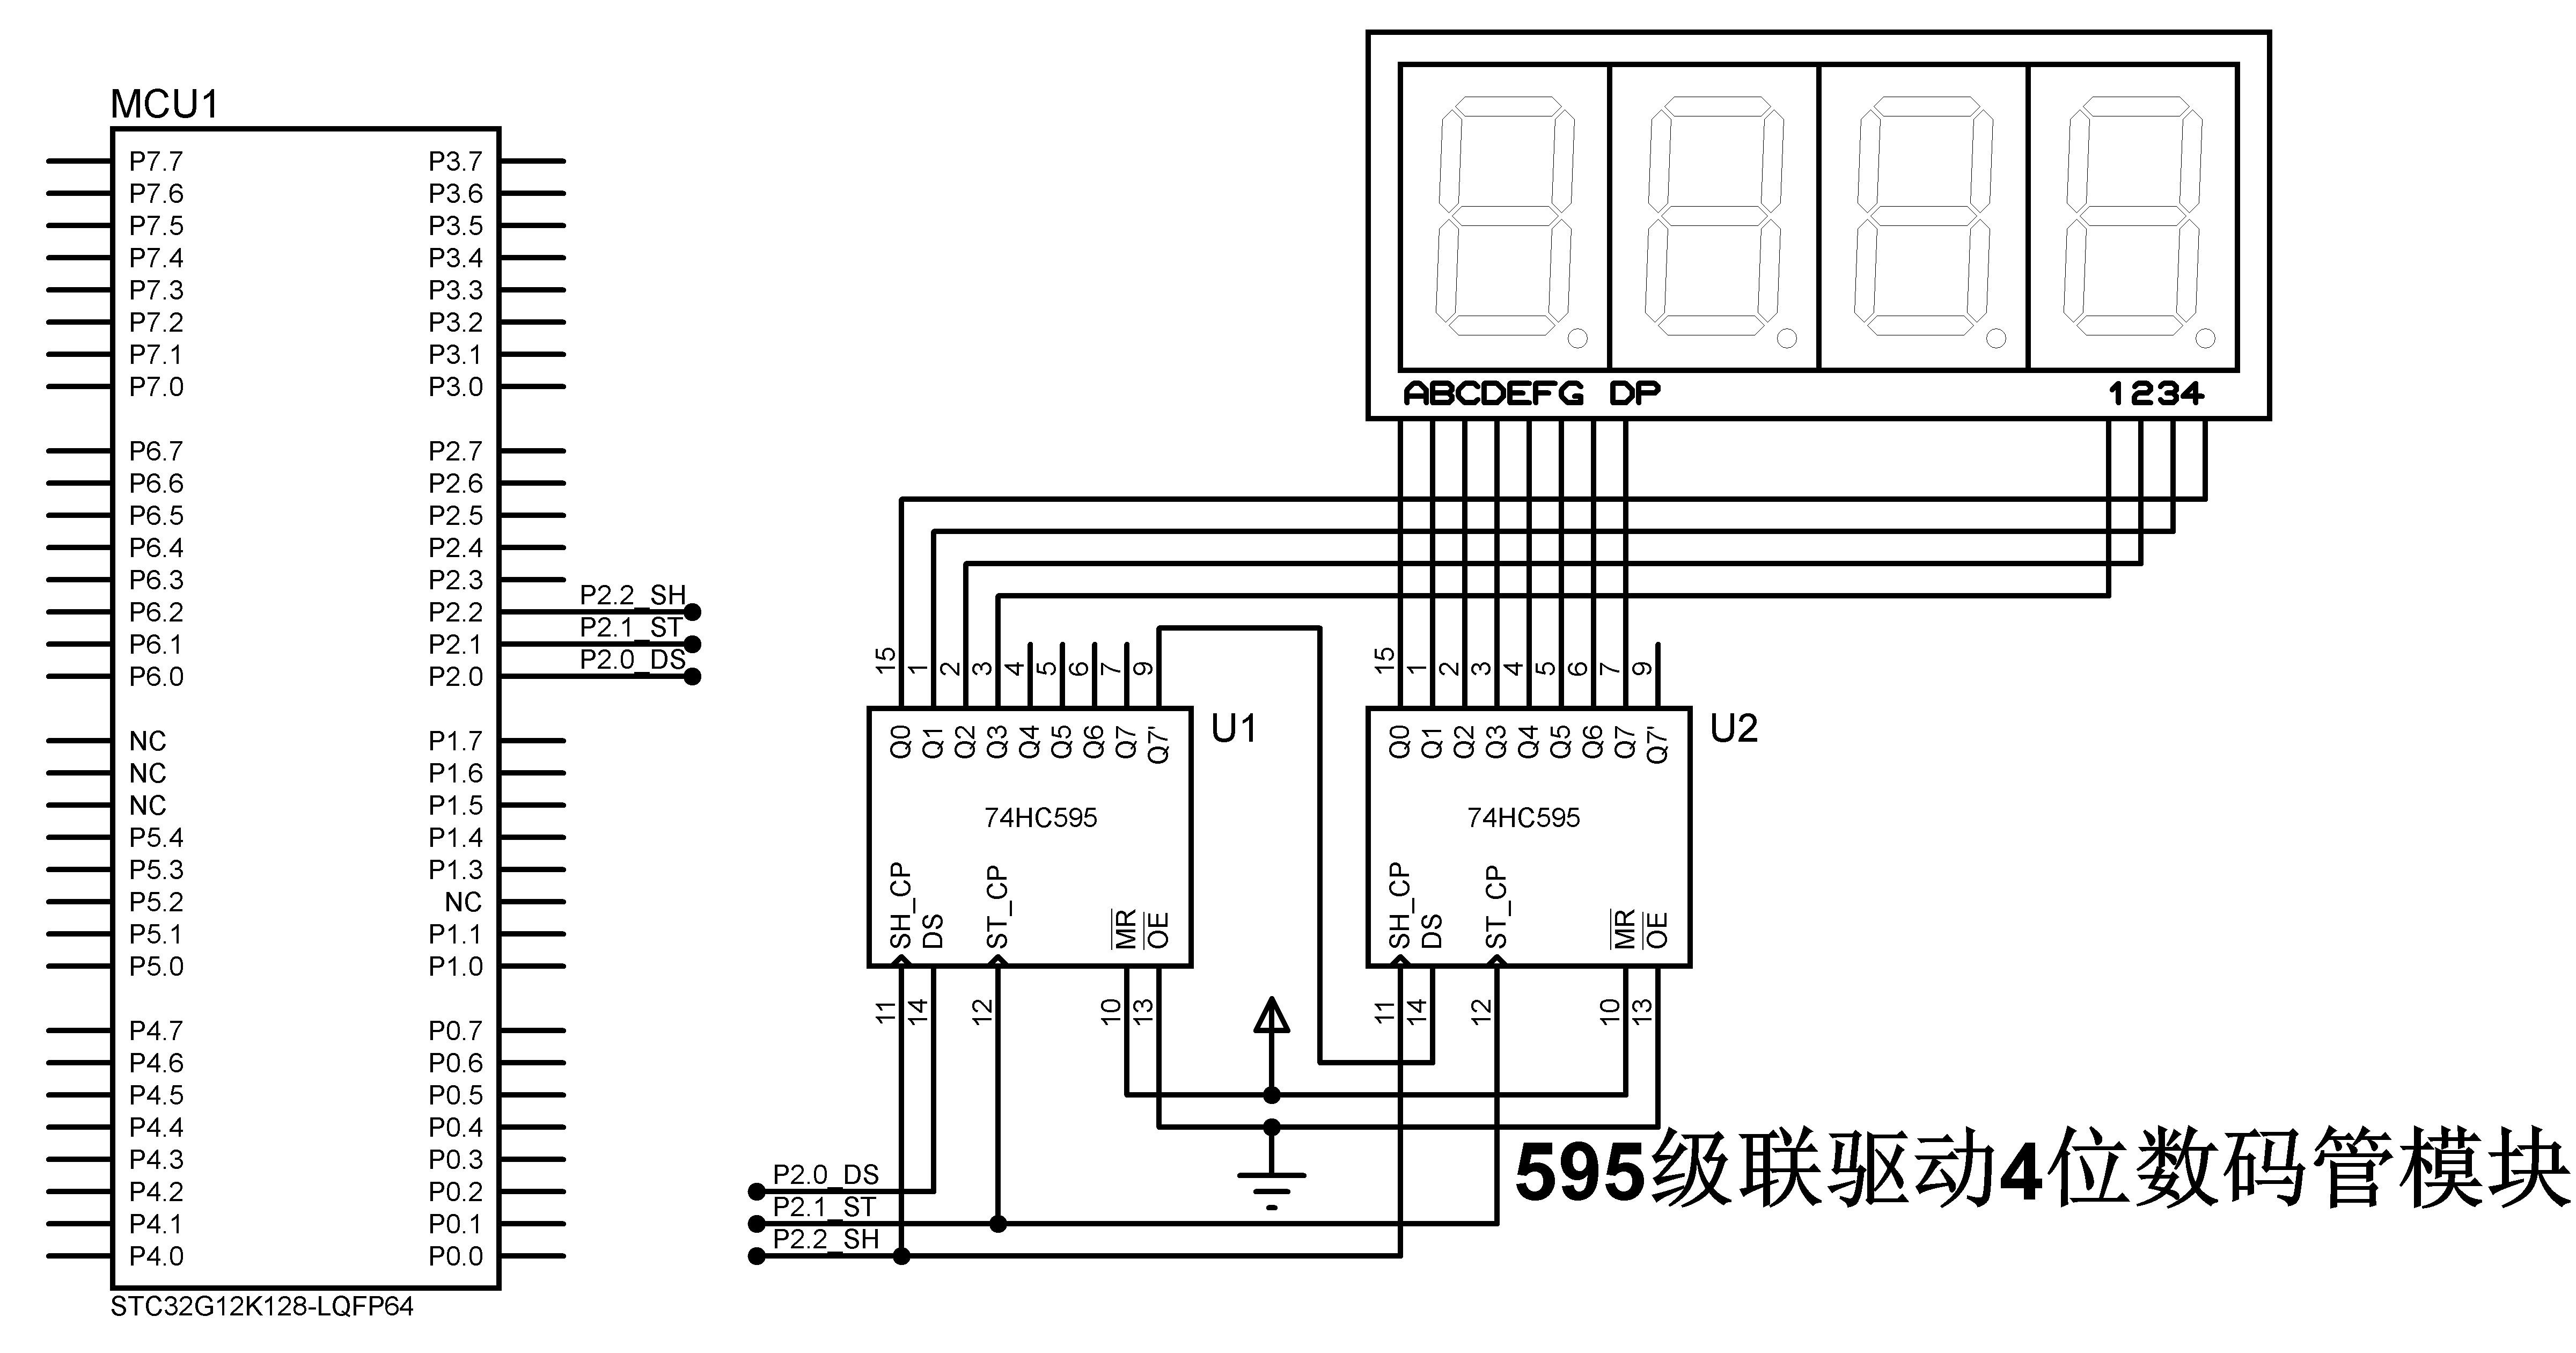 MCU1
P7.7 P3.7
P7.6 P3.6
P7.5 P3.5
P7.4 P3.4
P7.3 P3.3
P7.2 P3.2
P7.1 P3.1
P7.0 P3.0
P6.7 P2.7
P6.6 P2.6
P6.5 P2.5
P6.4 P2.4
P6.3 P2.3
P6.2 P2.2 P2.2_SH
P6.1 P2.1 P2.1_ST
P6.0 P2.0 P2.0_DS
NC P1.7
NC P1.6
NC P1.5
P5.4 P1.4
P5.3 P1.3
P5.2 NC
P5.1 P1.1
P5.0 P1.0
P4.7 P0.7
P4.6 P0.6
P4.5 P0.5
P4.4 P0.4
P4.3 P0.3
P4.2 P0.2
P4.1 P0.1
P4.0 P0.0
STC32G12K128-LQFP64
ABCDEFG DP 1234
15 1 2 3 4 5 6 7 9
U1
Q0 Q1 Q2 Q3 Q4 Q5 Q6 Q7 Q7'
74HC595
SH_CP DS ST_CP MR OE
11 14 12 10 13
15 1 2 3 4 5 6 7 9
U2
Q0 Q1 Q2 Q3 Q4 Q5 Q6 Q7 Q7'
74HC595
SH_CP DS ST_CP MR OE
11 14 12 10 13
P2.0_DS
P2.1_ST
P2.2_SH
595级联驱动4位数码管模块